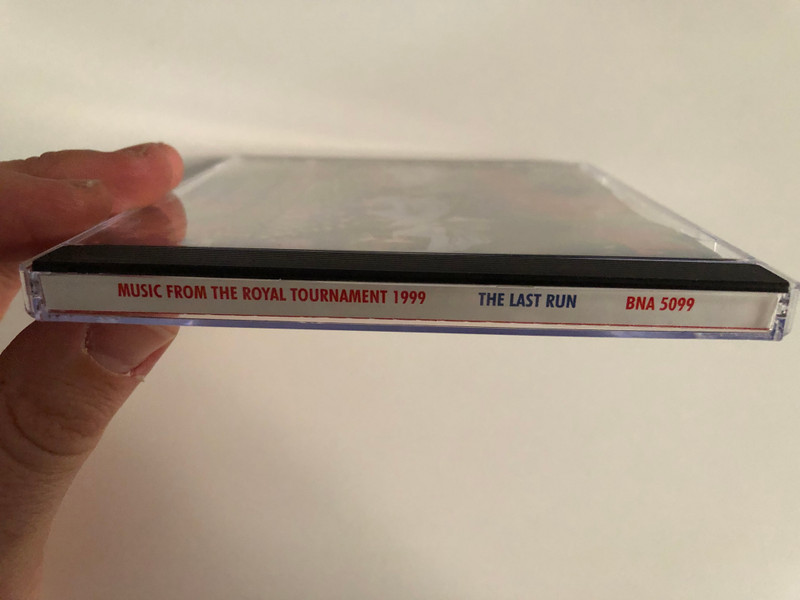 MUSIC FROM THE ROYAL TOURNAMENT 1999 THE LAST RUN BNA 5099